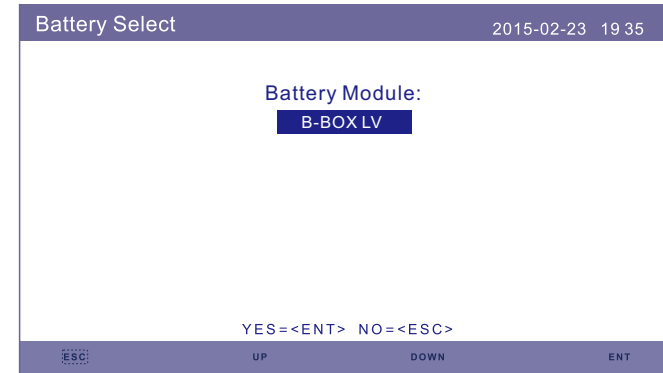 Battery Select 2015-02-23 19 35
Battery Module:
B-BOX LV
YES=<ENT> NO=<ESC>
ESC UP DOWN ENT